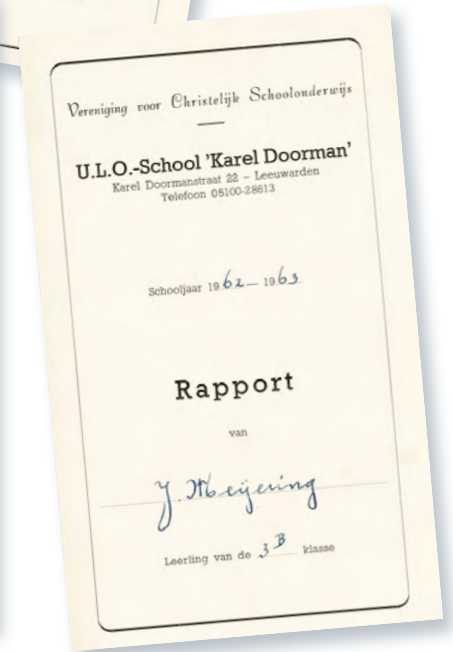 Vereniging voor Christelijk Schoolonderwijs
U.L.O.-School 'Karel Doorman'
Karel Doormanstraat 22 – Leeuwarden
Telefoon 05100-28613
Schooljaar 1962 – 1963
Rapport
van
J. Meijering
Leerling van de 3B klasse